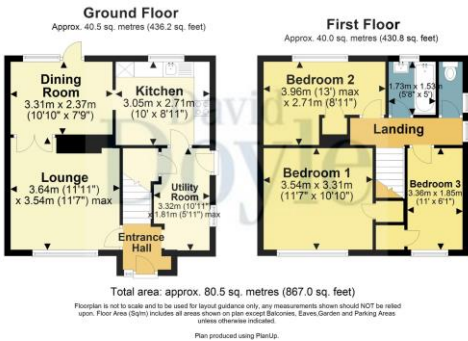 Ground Floor
Approx. 40.5 sq. metres (436.2 sq. feet)
Dining
Room
3.31m x 2.37m
(10'10" x 7'9")
Kitchen
3.05m x 2.71m
(10' x 8'11")
Lounge
3.64m (11'11")
x 3.54m (11'7") max
Utility
Room
3.32m (10'11")
x 1.81m (5'11") max
Entrance
Hall
First Floor
Approx. 40.0 sq. metres (430.8 sq. feet)
Bedroom 2
3.96m (13') max
x 2.71m (8'11")
1.73m x 1.53m
(5'8" x 5')
Landing
Bedroom 1
3.54m x 3.31m
(11'7" x 10'10")
Bedroom 3
3.36m x 1.85m
(11' x 6'1")
David
Doyle
Total area: approx. 80.5 sq. metres (867.0 sq. feet)
Floorplan is not to scale and to be used for layout guidance only, any measurements shown should NOT be relied
upon. Floor Area (Sq/m) includes all areas shown on plan except Balconies, Eaves,Garden and Parking Areas
unless otherwise indicated.
Plan produced using PlanUp.